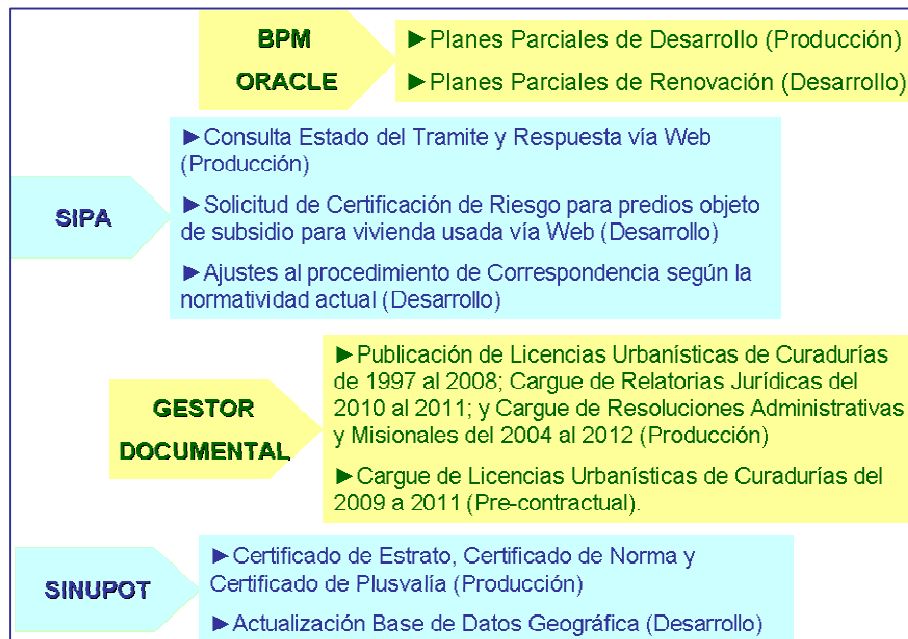 BPM
ORACLE
►Planes Parciales de Desarrollo (Producción)
►Planes Parciales de Renovación (Desarrollo)
SIPA
►Consulta Estado del Tramite y Respuesta vía Web
(Producción)
►Solicitud de Certificación de Riesgo para predios objeto
de subsidio para vivienda usada vía Web (Desarrollo)
►Ajustes al procedimiento de Correspondencia según la
normatividad actual (Desarrollo)
GESTOR
DOCUMENTAL
►Publicación de Licencias Urbanísticas de Curadurías
de 1997 al 2008; Cargue de Relatorias Jurídicas del
2010 al 2011; y Cargue de Resoluciones Administrativas
y Misionales del 2004 al 2012 (Producción)
►Cargue de Licencias Urbanísticas de Curadurías del
2009 a 2011 (Pre-contractual).
SINUPOT
►Certificado de Estrato, Certificado de Norma y
Certificado de Plusvalía (Producción)
►Actualización Base de Datos Geográfica (Desarrollo)